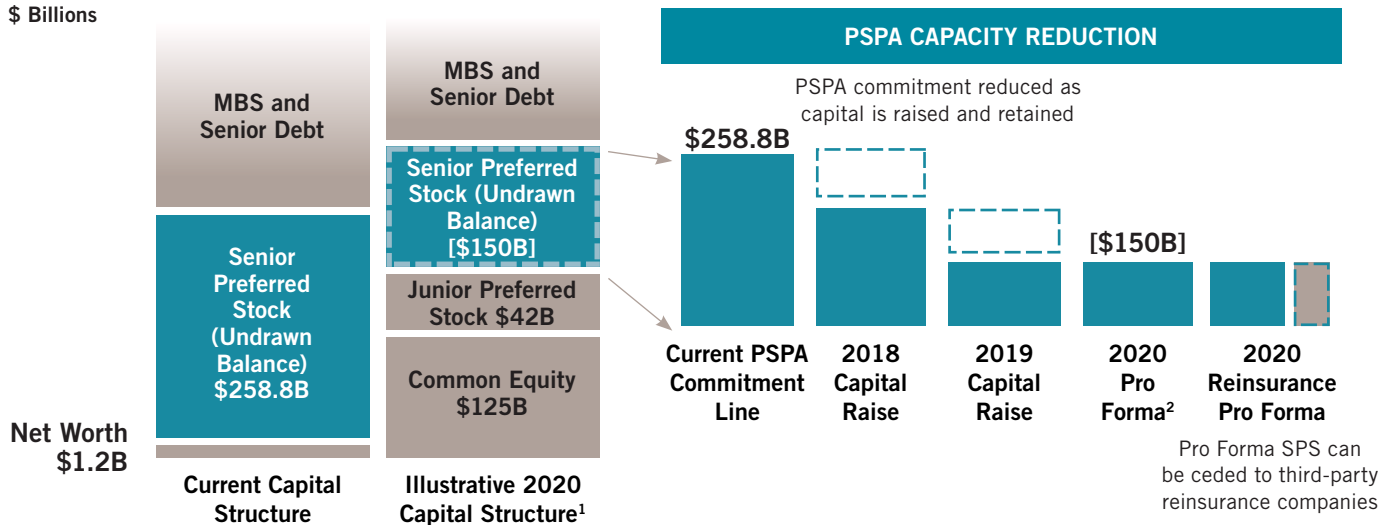 $ Billions
MBS and
Senior Debt
Senior
Preferred
Stock
(Undrawn
Balance)
$258.8B
Net Worth
$1.2B
Current Capital
Structure
MBS and
Senior Debt
Senior Preferred
Stock (Undrawn
Balance)
[$150B]
Junior Preferred
Stock $42B
Common Equity
$125B
Illustrative 2020
Capital Structure¹
PSPA CAPACITY REDUCTION
PSPA commitment reduced as
capital is raised and retained
$258.8B
[$150B]
Current PSPA
Commitment
Line
2018
Capital
Raise
2019
Capital
Raise
2020
Pro
Forma²
2020
Reinsurance
Pro Forma
Pro Forma SPS can
be ceded to third-party
reinsurance companies